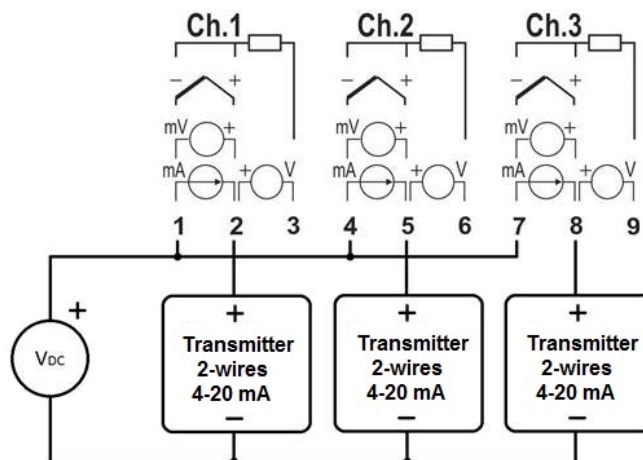 Ch.1 Ch.2 Ch.3
− + − + − +
mV + mV + mV +
mA + V mA + V mA + V
1 2 3 4 5 6 7 8 9
+ + + +
VDC
Transmitter
2-wires
4-20 mA
Transmitter
2-wires
4-20 mA
Transmitter
2-wires
4-20 mA
− − −